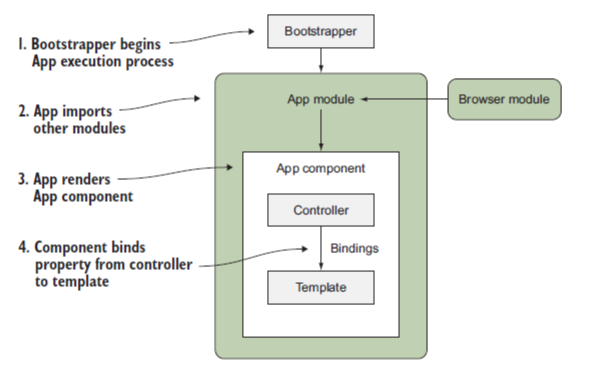 1. Bootstrapper begins
App execution process
2. App imports
other modules
3. App renders
App component
4. Component binds
property from controller
to template
Bootstrapper
App module
Browser module
App component
Controller
Bindings
Template